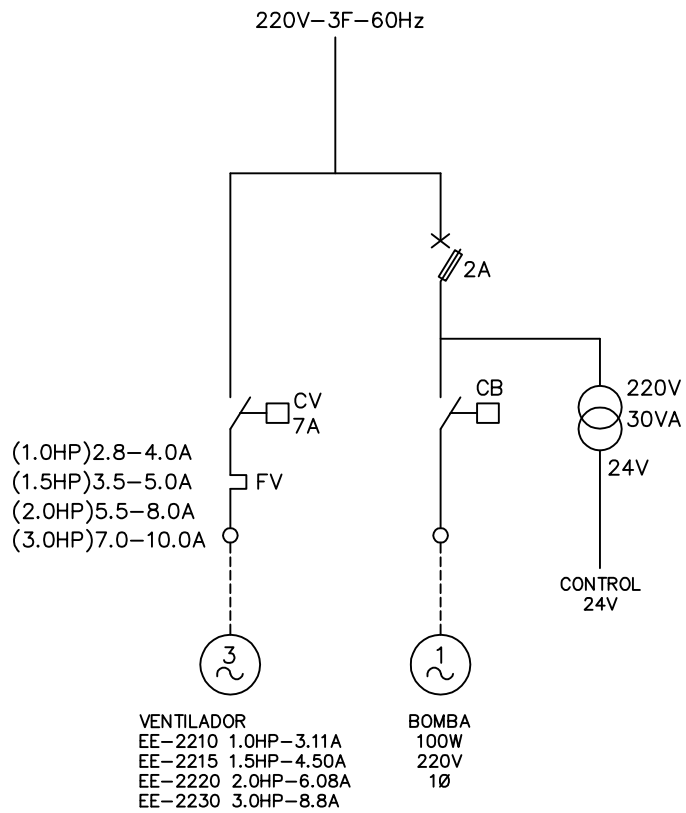 220V-3F-60Hz
2A
CV
7A
CB
220V
30VA
24V
(1.0HP)2.8-4.0A
(1.5HP)3.5-5.0A
(2.0HP)5.5-8.0A
(3.0HP)7.0-10.0A
FV
CONTROL
24V
3
1
VENTILADOR
EE-2210 1.0HP-3.11A
EE-2215 1.5HP-4.50A
EE-2220 2.0HP-6.08A
EE-2230 3.0HP-8.8A
BOMBA
100W
220V
1Ø